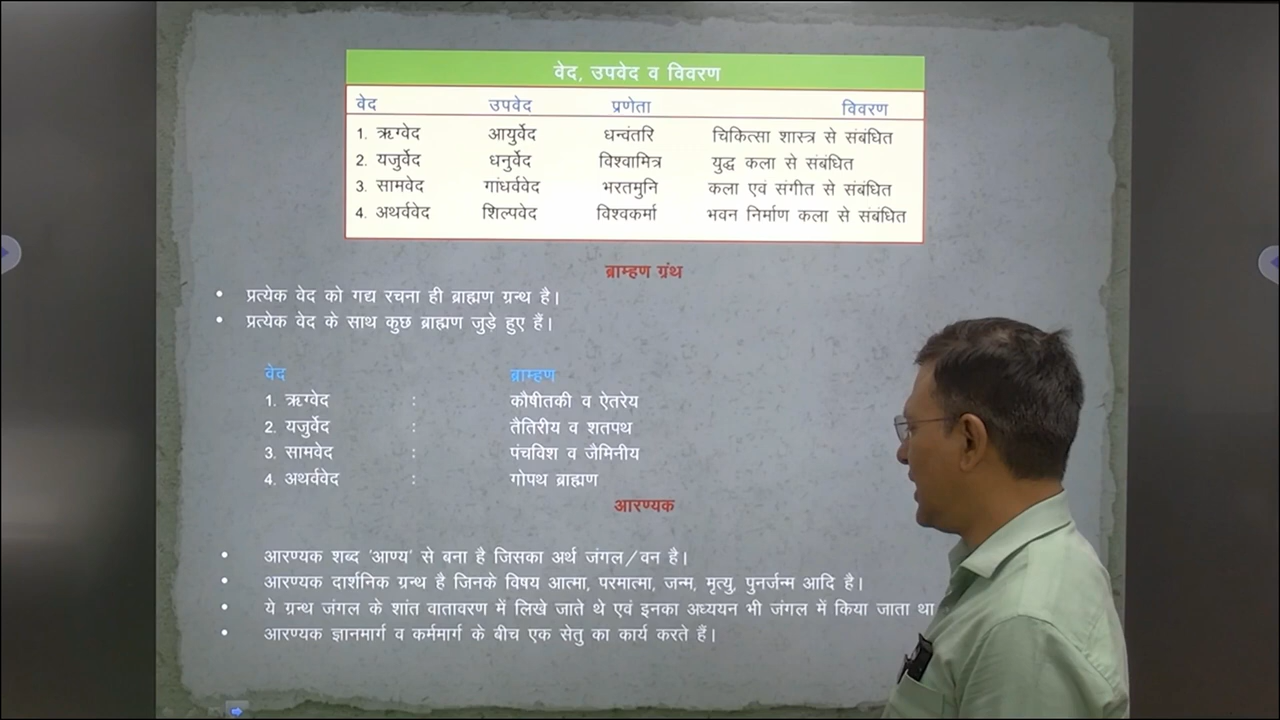 वेद, उपवेद व विवरण
वेद उपवेद प्रणेता विवरण
1. ऋग्वेद आयुर्वेद धन्वंतरि चिकित्सा शास्त्र से संबंधित
2. यजुर्वेद धनुर्वेद विश्वामित्र युद्ध कला से संबंधित
3. सामवेद गांधर्ववेद भरतमुनि कला एवं संगीत से संबंधित
4. अथर्ववेद शिल्पवेद विश्वकर्मा भवन निर्माण कला से संबंधित
ब्राम्हण ग्रंथ
• प्रत्येक वेद को गद्य रचना ही ब्राह्मण ग्रन्थ है।
• प्रत्येक वेद के साथ कुछ ब्राह्मण जुड़े हुए हैं।
वेद ब्राम्हण
1. ऋग्वेद : कौषीतकी व ऐतरेय
2. यजुर्वेद : तैतिरीय व शतपथ
3. सामवेद : पंचविश व जैमिनीय
4. अथर्ववेद : गोपथ ब्राह्मण
आरण्यक
• आरण्यक शब्द 'आण्य' से बना है जिसका अर्थ जंगल/वन है।
• आरण्यक दार्शनिक ग्रन्थ है जिनके विषय आत्मा, परमात्मा, जन्म, मृत्यु, पुनर्जन्म आदि है।
• ये ग्रन्थ जंगल के शांत वातावरण में लिखे जाते थे एवं इनका अध्ययन भी जंगल में किया जाता था
• आरण्यक ज्ञानमार्ग व कर्ममार्ग के बीच एक सेतु का कार्य करते हैं।